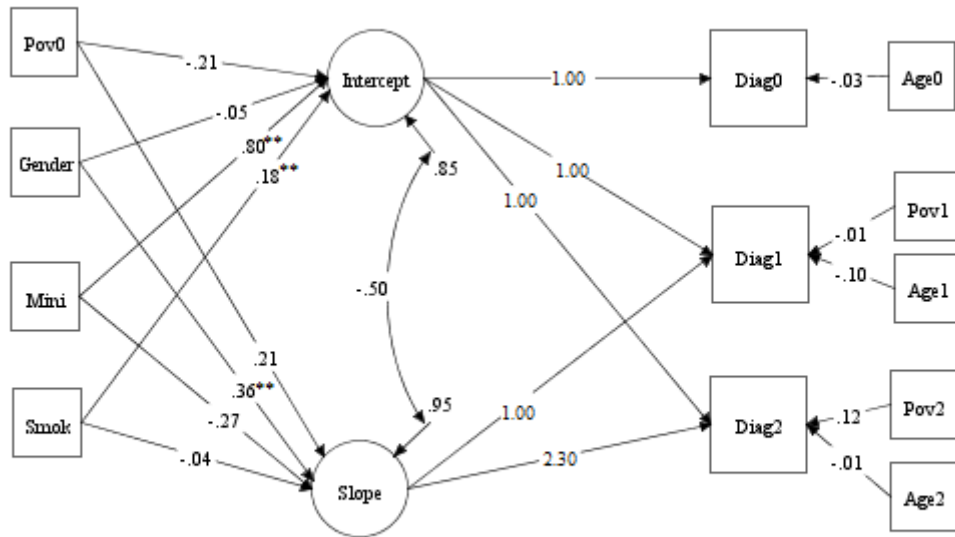 Pov0
-.21
Intercept
1.00
Diag0
-.03
Age0
Gender
-.05
.80**
.18**
.85
1.00
1.00
Pov1
-.01
Diag1
-.10
Age1
Mini
-.50
.21
.36**
-.27
.95
1.00
Smok
-.04
Slope
2.30
Diag2
.12
Pov2
-.01
Age2